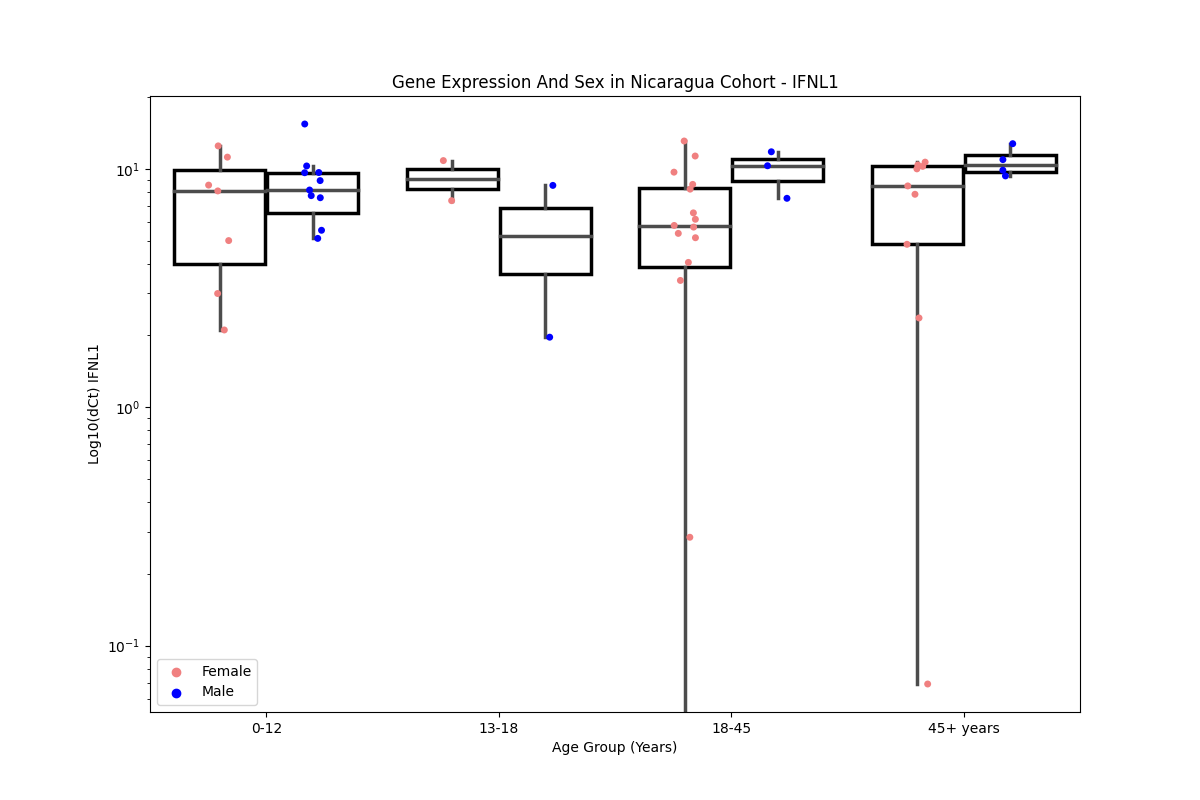 Gene Expression And Sex in Nicaragua Cohort - IFNL1
Log10(dCt) IFNL1
10¹
10⁰
10⁻¹
Female
Male
0-12
13-18
18-45
45+ years
Age Group (Years)